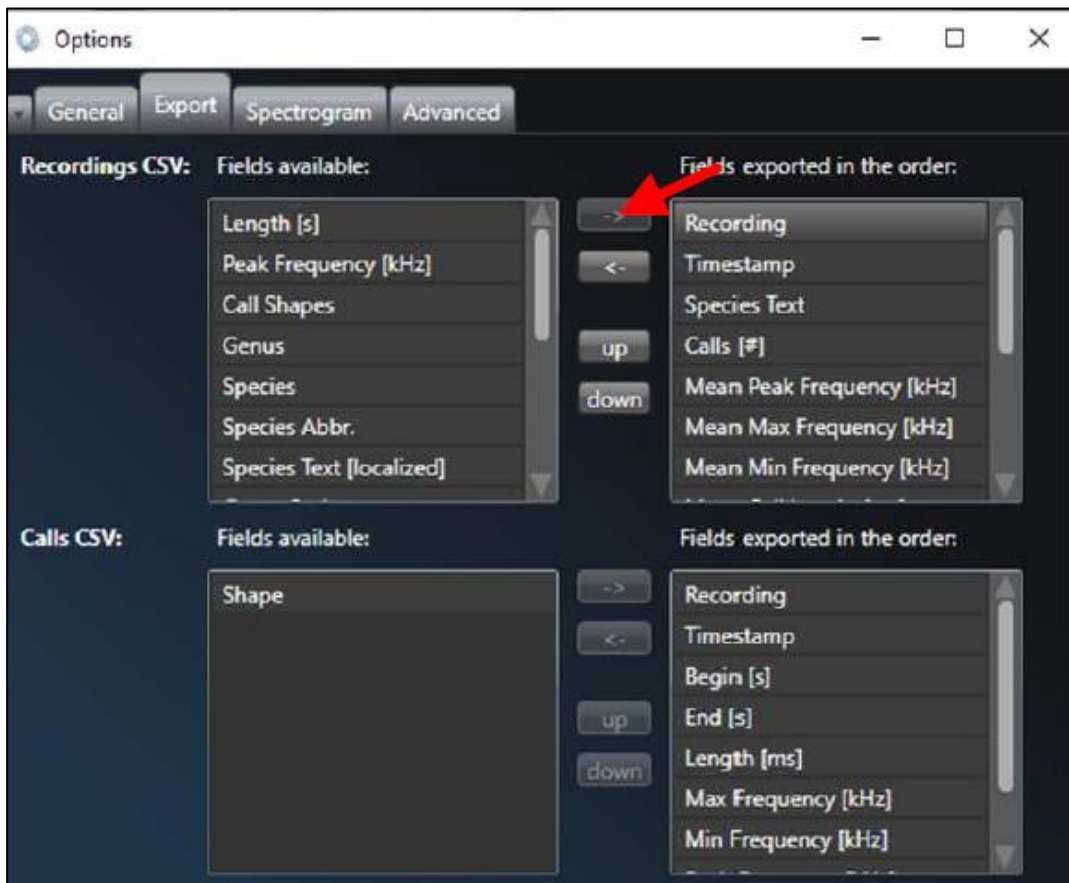 Options
General Export Spectrogram Advanced
Recordings CSV: Fields available: Fields exported in the order:
Length [s]
Peak Frequency [kHz]
Call Shapes
Genus
Species
Species Abbr.
Species Text [localized]
->
<-
up
down
Recording
Timestamp
Species Text
Calls [#]
Mean Peak Frequency [kHz]
Mean Max Frequency [kHz]
Mean Min Frequency [kHz]
Calls CSV: Fields available: Fields exported in the order:
Shape
->
<-
up
down
Recording
Timestamp
Begin [s]
End [s]
Length [ms]
Max Frequency [kHz]
Min Frequency [kHz]